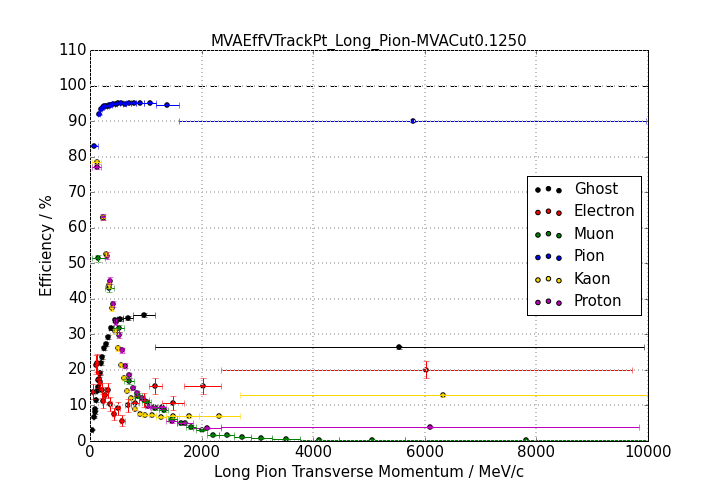 MVAEffVTrackPt_Long_Pion-MVACut0.1250
110
100
90
80
70
60
50
40
30
20
10
0
Efficiency / %
Ghost
Electron
Muon
Pion
Kaon
Proton
0 2000 4000 6000 8000 10000
Long Pion Transverse Momentum / MeV/c